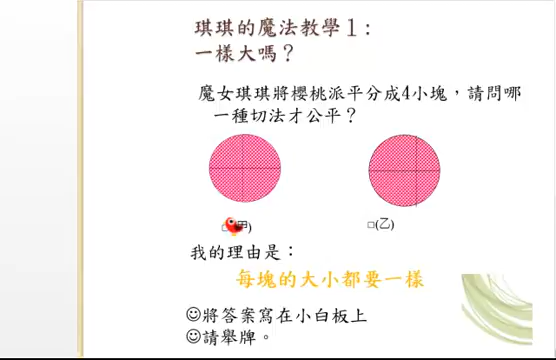 琪琪的魔法教學1：
一樣大嗎？
魔女琪琪將櫻桃派平分成4小塊，請問哪
一種切法才公平？
□(甲) □(乙)
我的理由是：
每塊的大小都要一樣
☺將答案寫在小白板上
☺請舉牌。